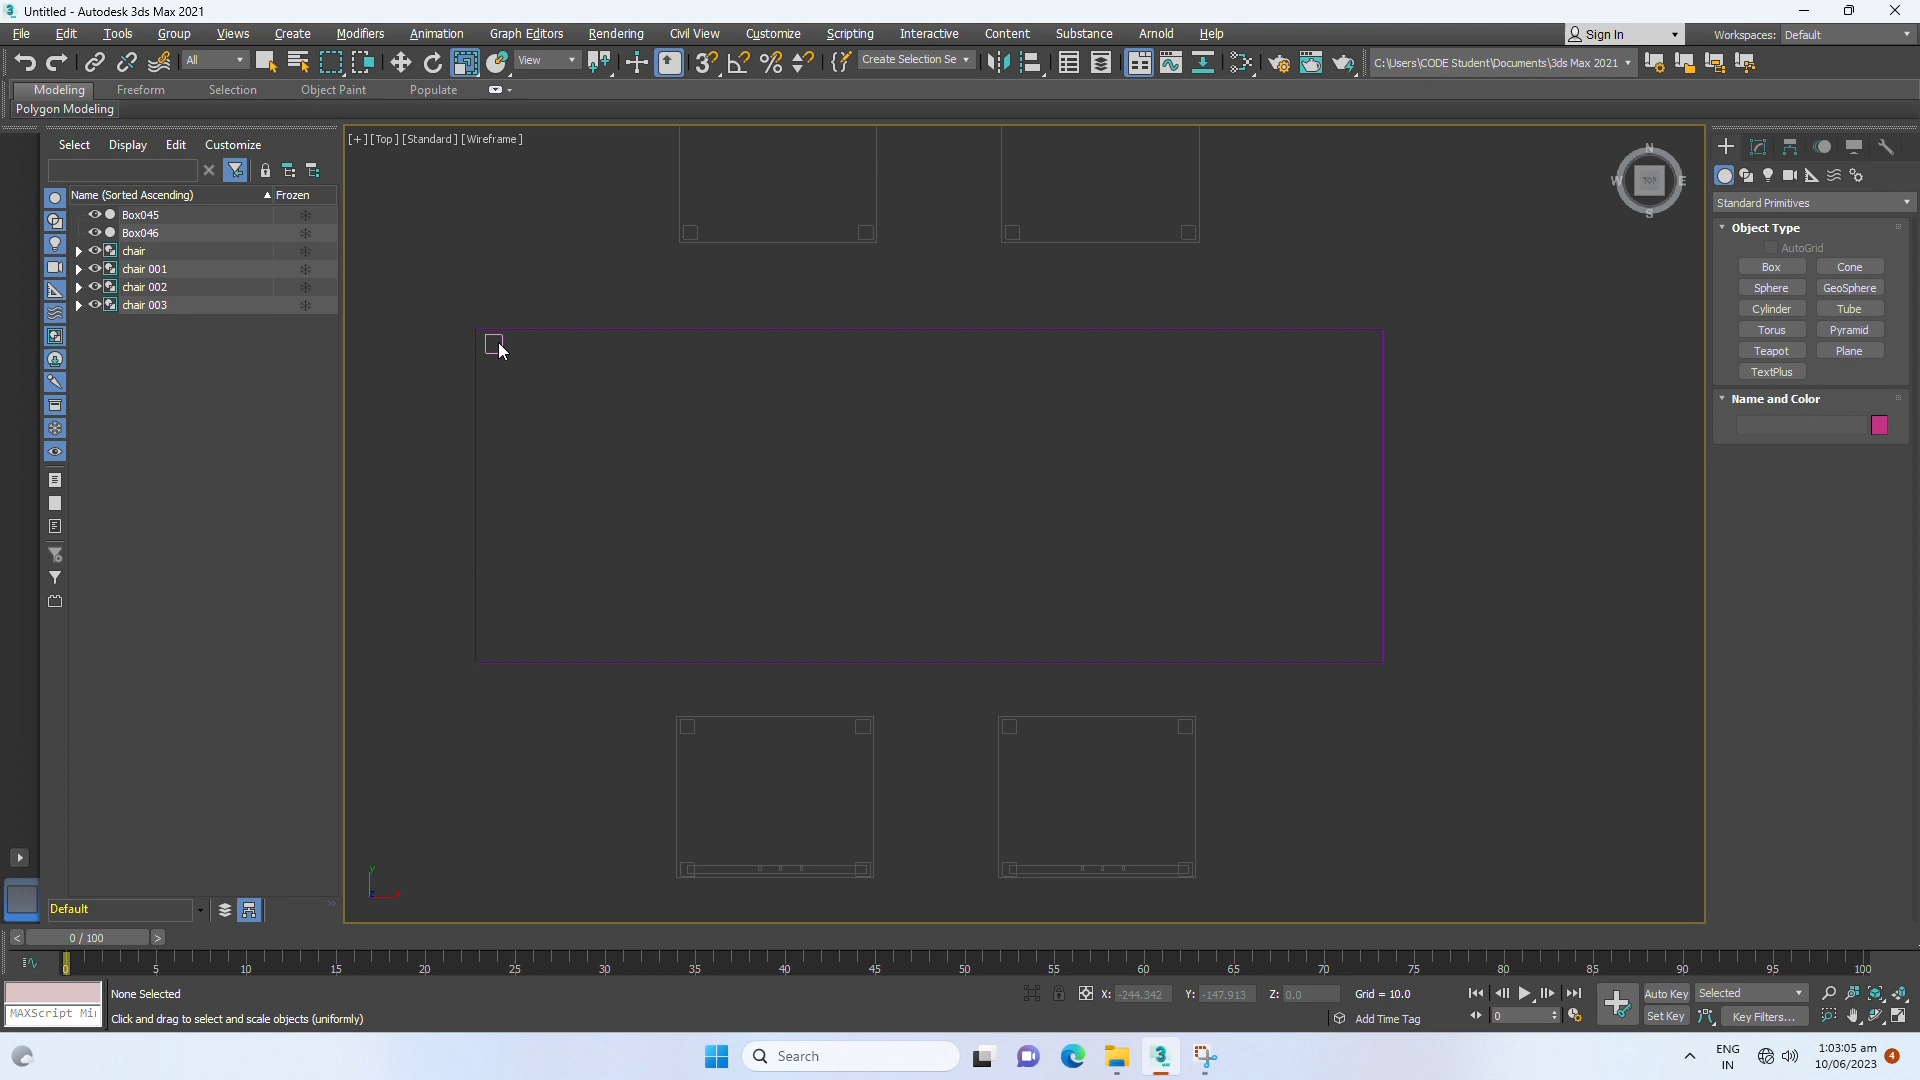 Untitled - Autodesk 3ds Max 2021
File Edit Tools Group Views Create Modifiers Animation Graph Editors Rendering Civil View Customize Scripting Interactive Content Substance Arnold Help Sign In Workspaces: Default
All View Create Selection Se C:\Users\CODE Student\Documents\3ds Max 2021
Modeling Freeform Selection Object Paint Populate
Polygon Modeling
Select Display Edit Customize
Name (Sorted Ascending) Frozen
Box045
Box046
chair
chair 001
chair 002
chair 003
Default
[+] [Top] [Standard] [Wireframe]
N
W TOP E
S
y
z x
Standard Primitives
Object Type
AutoGrid
Box Cone
Sphere GeoSphere
Cylinder Tube
Torus Pyramid
Teapot Plane
TextPlus
Name and Color
< 0 / 100 >
0 5 10 15 20 25 30 35 40 45 50 55 60 65 70 75 80 85 90 95 100
None Selected X: -244.342 Y: -147.913 Z: 0.0 Grid = 10.0 Auto Key Selected
MAXScript Mi Click and drag to select and scale objects (uniformly) Add Time Tag 0 Set Key Key Filters...
Search
ENG
IN
1:03:05 am
10/06/2023
4